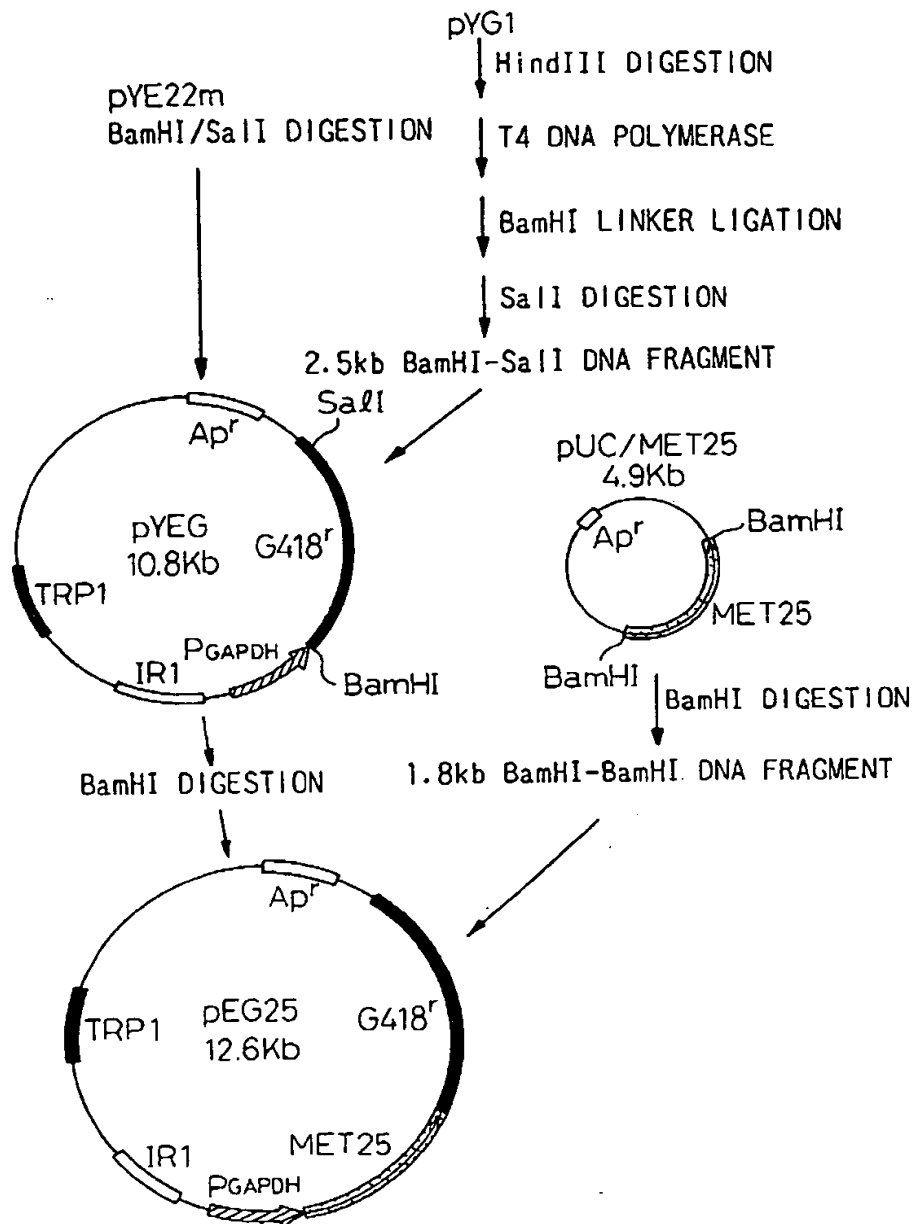 pYG1
HindIII DIGESTION
pYE22m
BamHI/SalI DIGESTION
T4 DNA POLYMERASE
BamHI LINKER LIGATION
SalI DIGESTION
2.5kb BamHI-SalI DNA FRAGMENT
SalI
Apʳ
pYEG
10.8Kb
G418ʳ
TRP1
PGAPDH
IR1
BamHI
pUC/MET25
4.9Kb
Apʳ
BamHI
MET25
BamHI
BamHI DIGESTION
BamHI DIGESTION
1.8kb BamHI-BamHI DNA FRAGMENT
Apʳ
TRP1
pEG25
12.6Kb
G418ʳ
MET25
IR1
PGAPDH